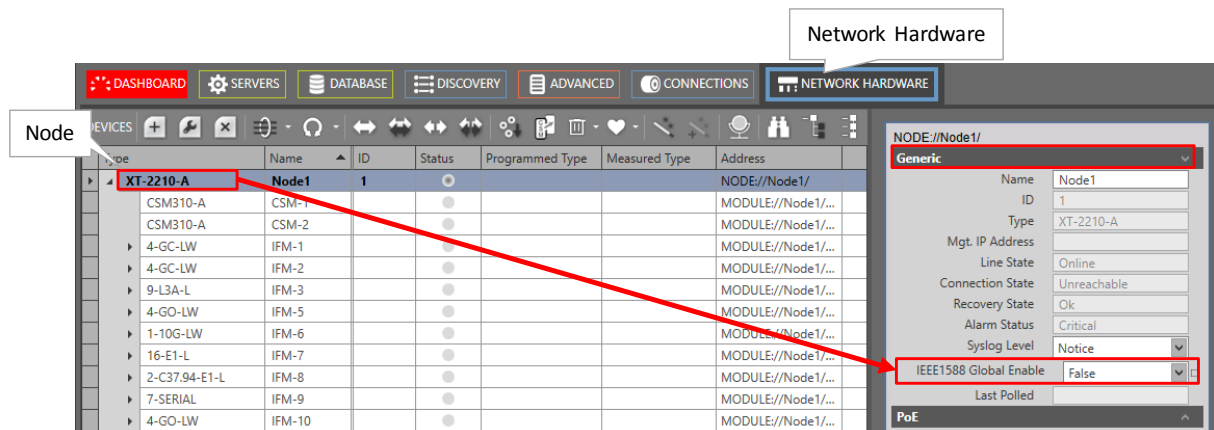 Network Hardware
DASHBOARD SERVERS DATABASE DISCOVERY ADVANCED CONNECTIONS NETWORK HARDWARE
Node
DEVICES
Type Name ID Status Programmed Type Measured Type Address
XT-2210-A Node1 1 NODE://Node1/
CSM310-A CSM-1 MODULE://Node1/...
CSM310-A CSM-2 MODULE://Node1/...
4-GC-LW IFM-1 MODULE://Node1/...
4-GC-LW IFM-2 MODULE://Node1/...
9-L3A-L IFM-3 MODULE://Node1/...
4-GO-LW IFM-5 MODULE://Node1/...
1-10G-LW IFM-6 MODULE://Node1/...
16-E1-L IFM-7 MODULE://Node1/...
2-C37.94-E1-L IFM-8 MODULE://Node1/...
7-SERIAL IFM-9 MODULE://Node1/...
4-GO-LW IFM-10 MODULE://Node1/...
NODE://Node1/
Generic
Name Node1
ID 1
Type XT-2210-A
Mgt. IP Address
Line State Online
Connection State Unreachable
Recovery State Ok
Alarm Status Critical
Syslog Level Notice
IEEE1588 Global Enable False
Last Polled
PoE